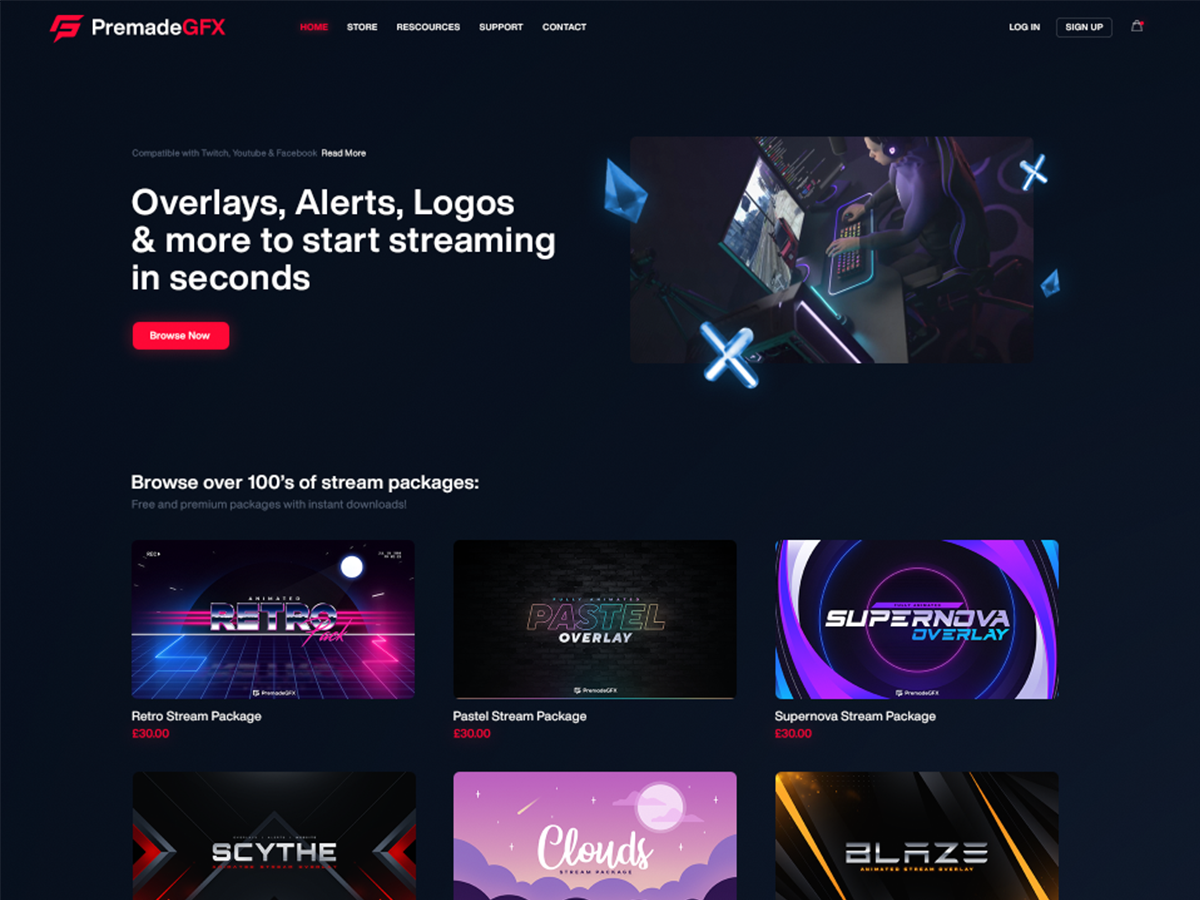 PremadeGFX
HOME STORE RESCOURCES SUPPORT CONTACT
LOG IN SIGN UP
Compatible with Twitch, Youtube & Facebook Read More
Overlays, Alerts, Logos
& more to start streaming
in seconds
Browse Now
Browse over 100's of stream packages:
Free and premium packages with instant downloads!
REC
ANIMATED
RETRO
Pack
PremadeGFX
Retro Stream Package
£30.00
FULLY ANIMATED
PASTEL
OVERLAY
PremadeGFX
Pastel Stream Package
£30.00
FULLY ANIMATED
SUPERNOVA
OVERLAY
PremadeGFX
Supernova Stream Package
£30.00
SCYTHE
ANIMATED STREAM OVERLAY
Clouds
STREAM PACKAGE
BLAZE
ANIMATED STREAM OVERLAY